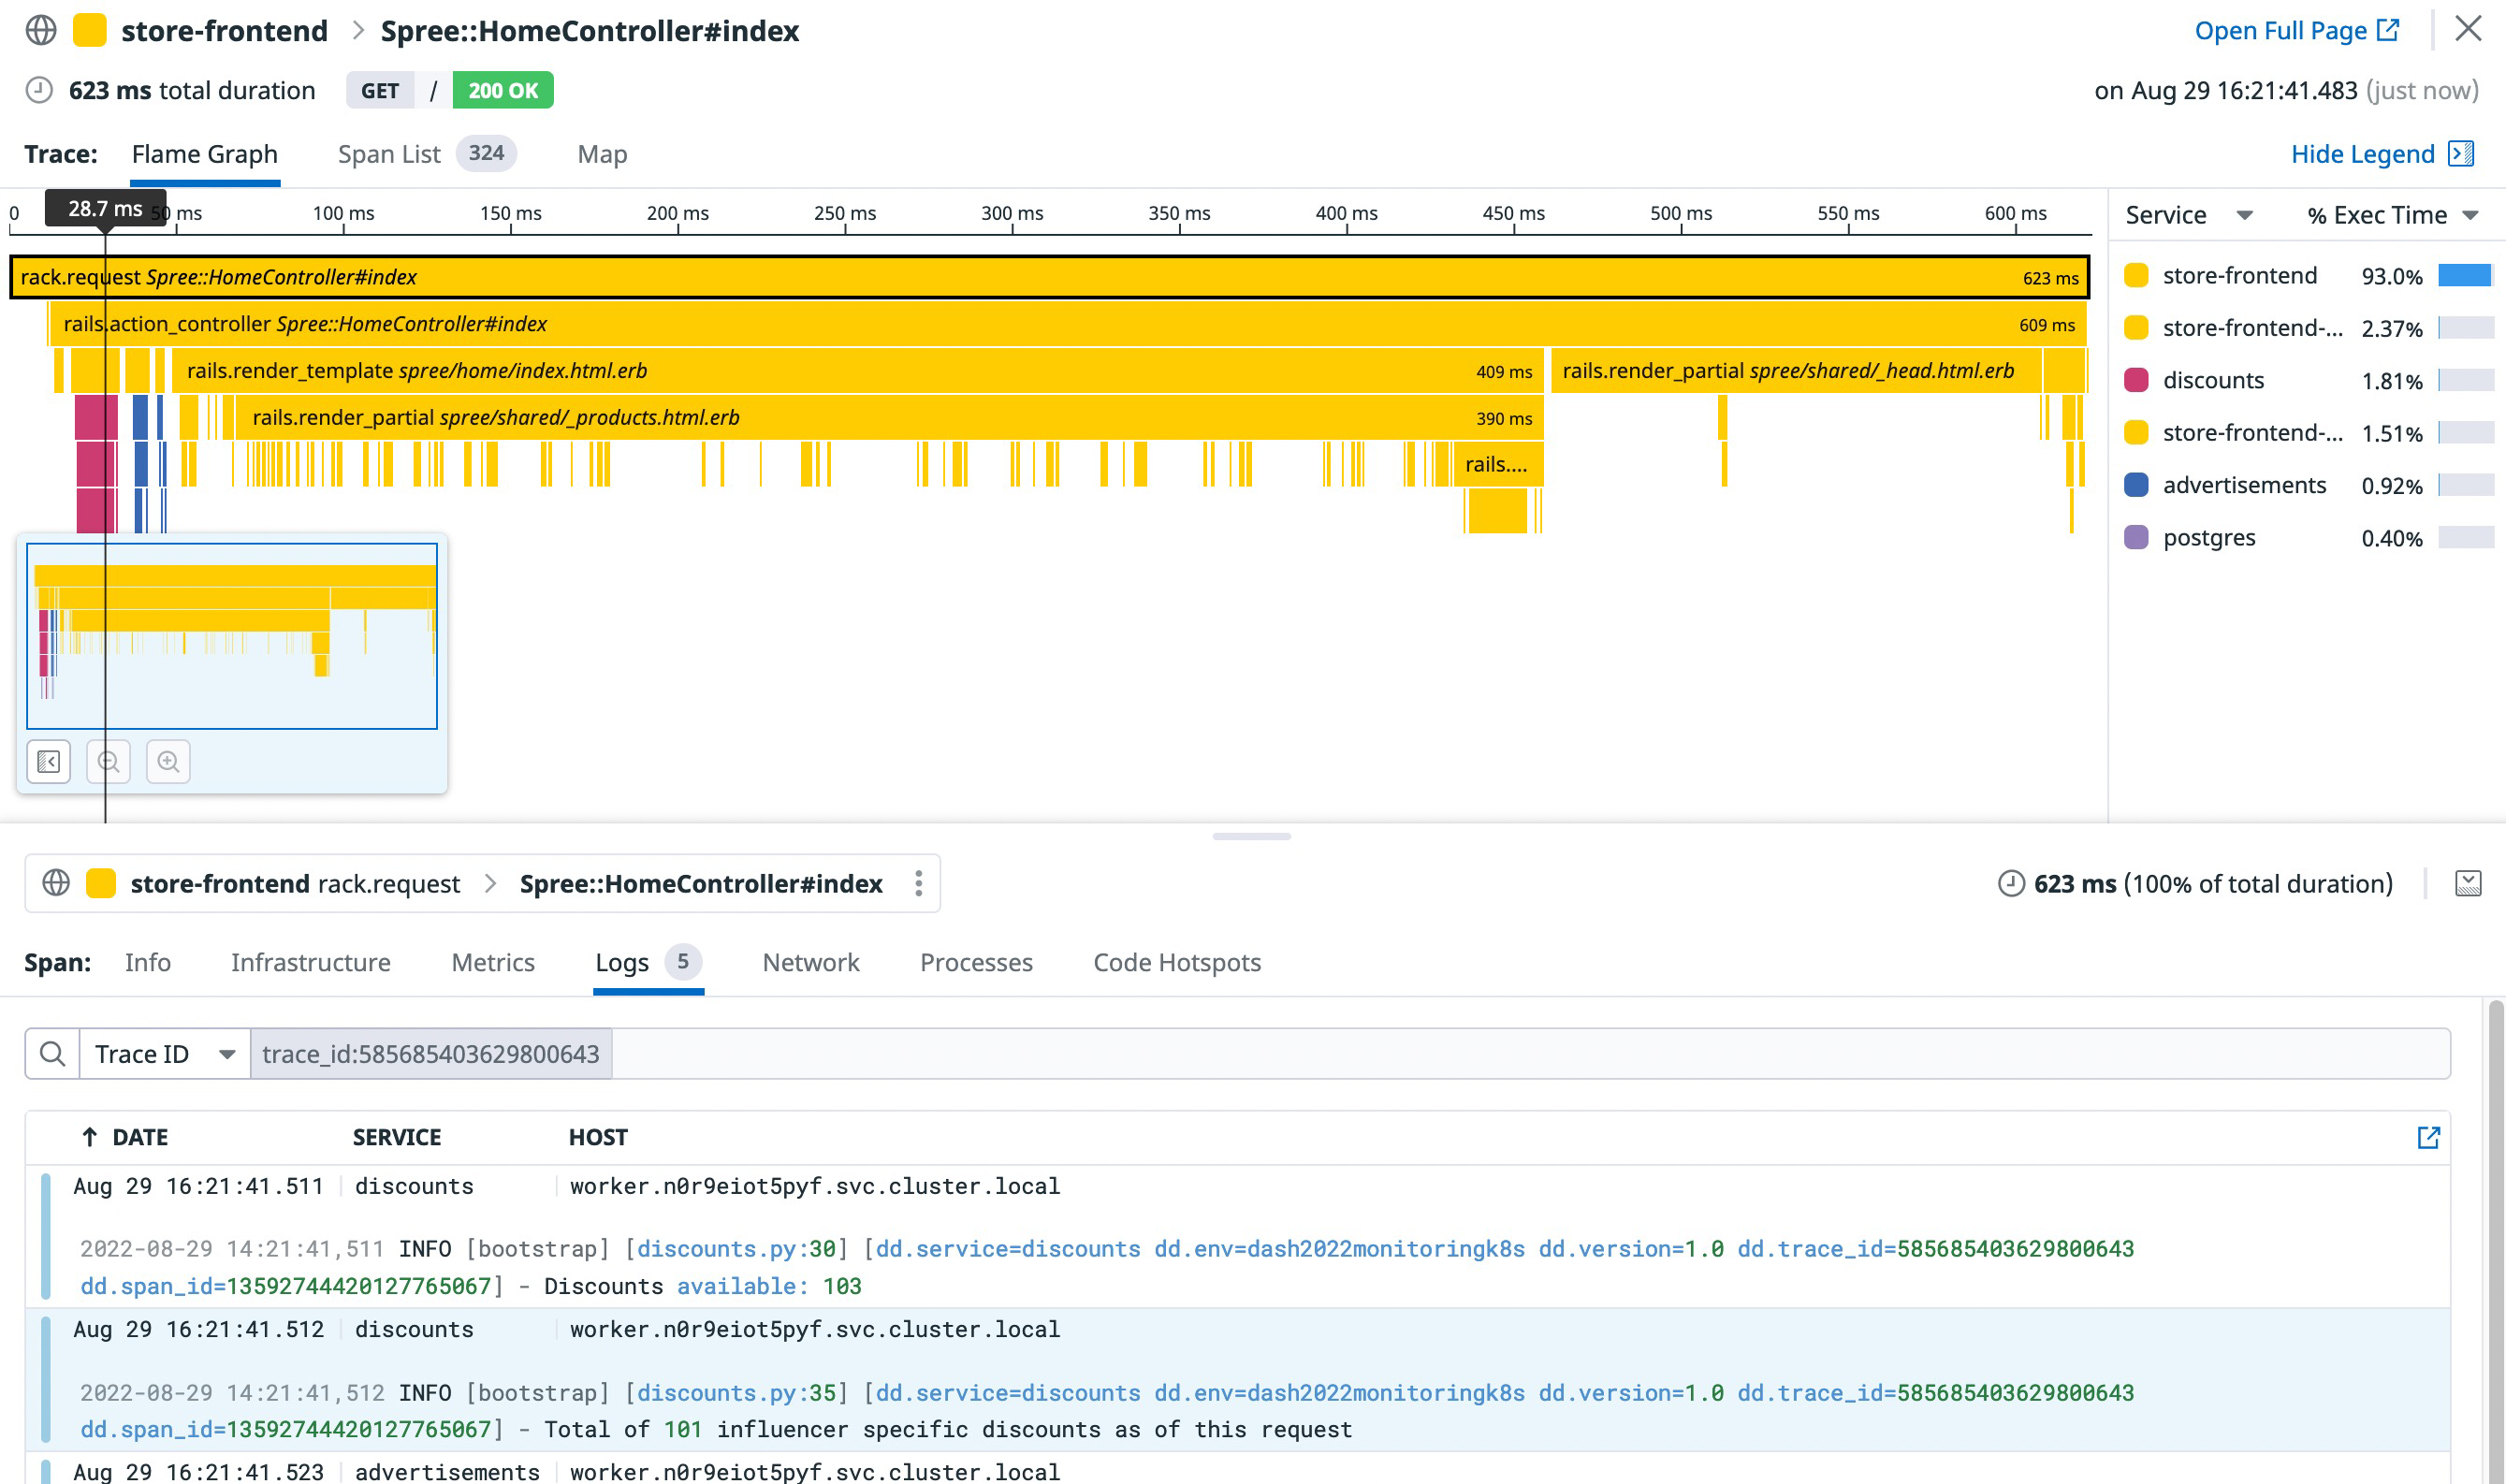 store-frontend > Spree::HomeController#index Open Full Page
623 ms total duration GET / 200 OK on Aug 29 16:21:41.483 (just now)
Trace: Flame Graph Span List 324 Map Hide Legend
0 28.7 ms 50 ms 100 ms 150 ms 200 ms 250 ms 300 ms 350 ms 400 ms 450 ms 500 ms 550 ms 600 ms Service % Exec Time
rack.request Spree::HomeController#index 623 ms store-frontend 93.0%
rails.action_controller Spree::HomeController#index 609 ms store-frontend-... 2.37%
rails.render_template spree/home/index.html.erb 409 ms rails.render_partial spree/shared/_head.html.erb discounts 1.81%
rails.render_partial spree/shared/_products.html.erb 390 ms store-frontend-... 1.51%
rails.... advertisements 0.92%
postgres 0.40%
store-frontend rack.request > Spree::HomeController#index 623 ms (100% of total duration)
Span: Info Infrastructure Metrics Logs 5 Network Processes Code Hotspots
Trace ID trace_id:585685403629800643
↑ DATE SERVICE HOST
Aug 29 16:21:41.511 discounts worker.n0r9eiot5pyf.svc.cluster.local
2022-08-29 14:21:41,511 INFO [bootstrap] [discounts.py:30] [dd.service=discounts dd.env=dash2022monitoringk8s dd.version=1.0 dd.trace_id=585685403629800643
dd.span_id=13592744420127765067] - Discounts available: 103
Aug 29 16:21:41.512 discounts worker.n0r9eiot5pyf.svc.cluster.local
2022-08-29 14:21:41,512 INFO [bootstrap] [discounts.py:35] [dd.service=discounts dd.env=dash2022monitoringk8s dd.version=1.0 dd.trace_id=585685403629800643
dd.span_id=13592744420127765067] - Total of 101 influencer specific discounts as of this request
Aug 29 16:21:41.523 advertisements worker.n0r9eiot5pyf.svc.cluster.local